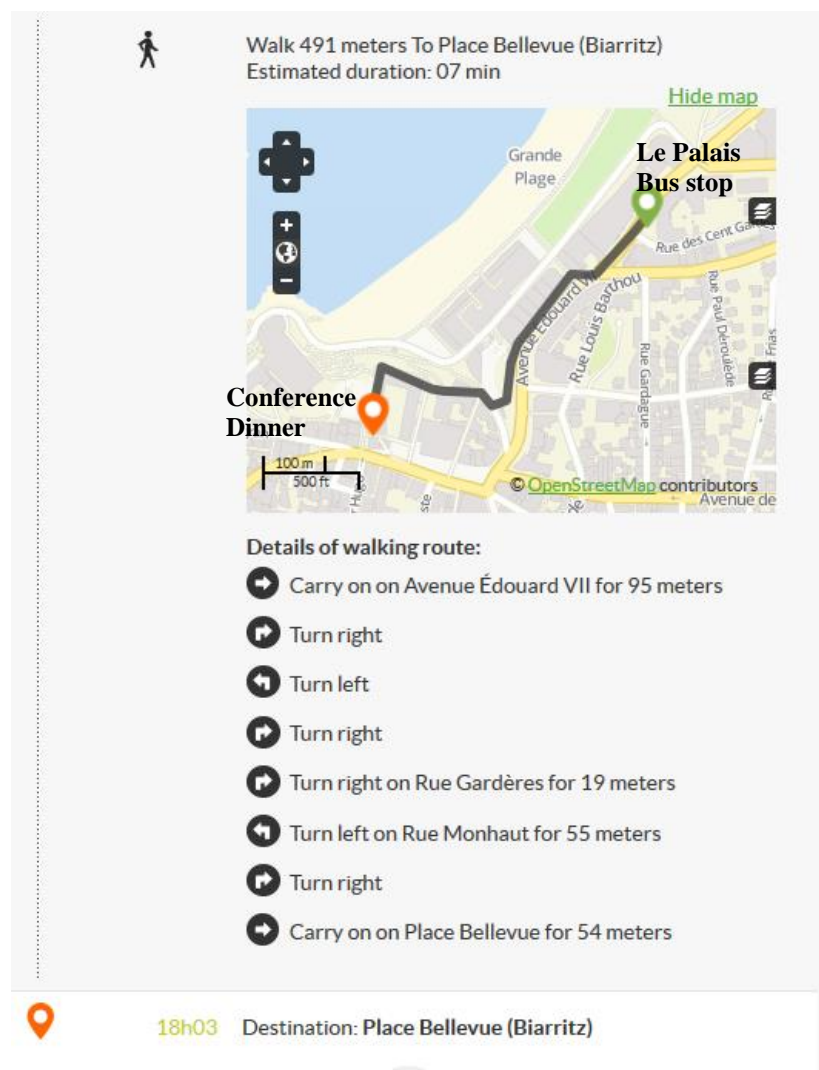 Walk 491 meters To Place Bellevue (Biarritz)
Estimated duration: 07 min
Hide map
Grande
Plage
Le Palais
Bus stop
Rue des Cent Gardes
Avenue Édouard VII
Rue Louis Barthou
Rue Paul Déroulède
Rue Gardague
Frias
Conference
Dinner
100 m
500 ft
© OpenStreetMap contributors
Avenue de
Details of walking route:
Carry on on Avenue Édouard VII for 95 meters
Turn right
Turn left
Turn right
Turn right on Rue Gardères for 19 meters
Turn left on Rue Monhaut for 55 meters
Turn right
Carry on on Place Bellevue for 54 meters
18h03 Destination: Place Bellevue (Biarritz)